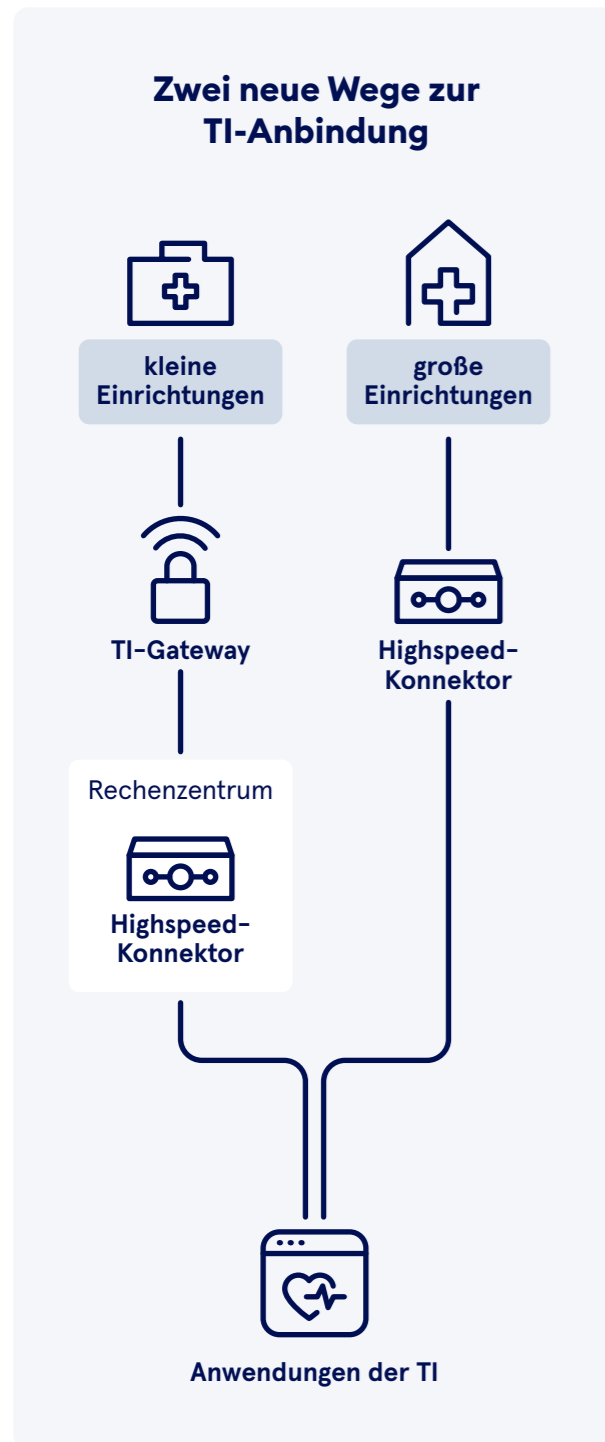 Zwei neue Wege zur
TI-Anbindung
kleine
Einrichtungen
große
Einrichtungen
TI-Gateway
Highspeed-
Konnektor
Rechenzentrum
Highspeed-
Konnektor
Anwendungen der TI